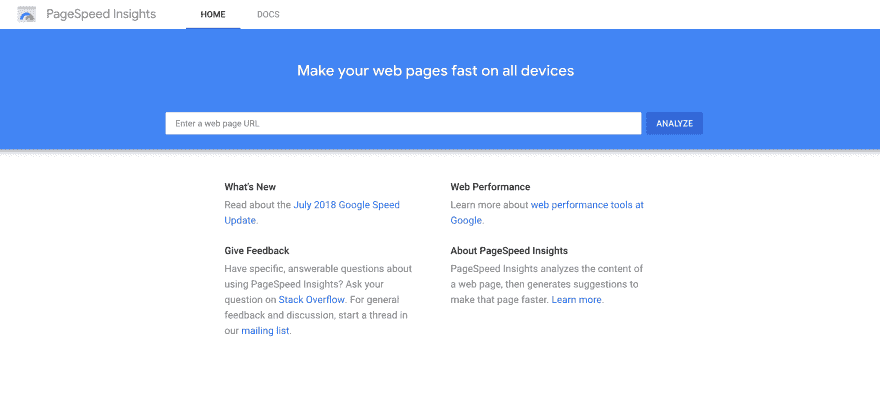 PageSpeed Insights
HOME
DOCS
Make your web pages fast on all devices
Enter a web page URL
ANALYZE
What's New
Read about the July 2018 Google Speed
Update.
Give Feedback
Have specific, answerable questions about
using PageSpeed Insights? Ask your
question on Stack Overflow. For general
feedback and discussion, start a thread in
our mailing list.
Web Performance
Learn more about web performance tools at
Google.
About PageSpeed Insights
PageSpeed Insights analyzes the content of
a web page, then generates suggestions to
make that page faster. Learn more.